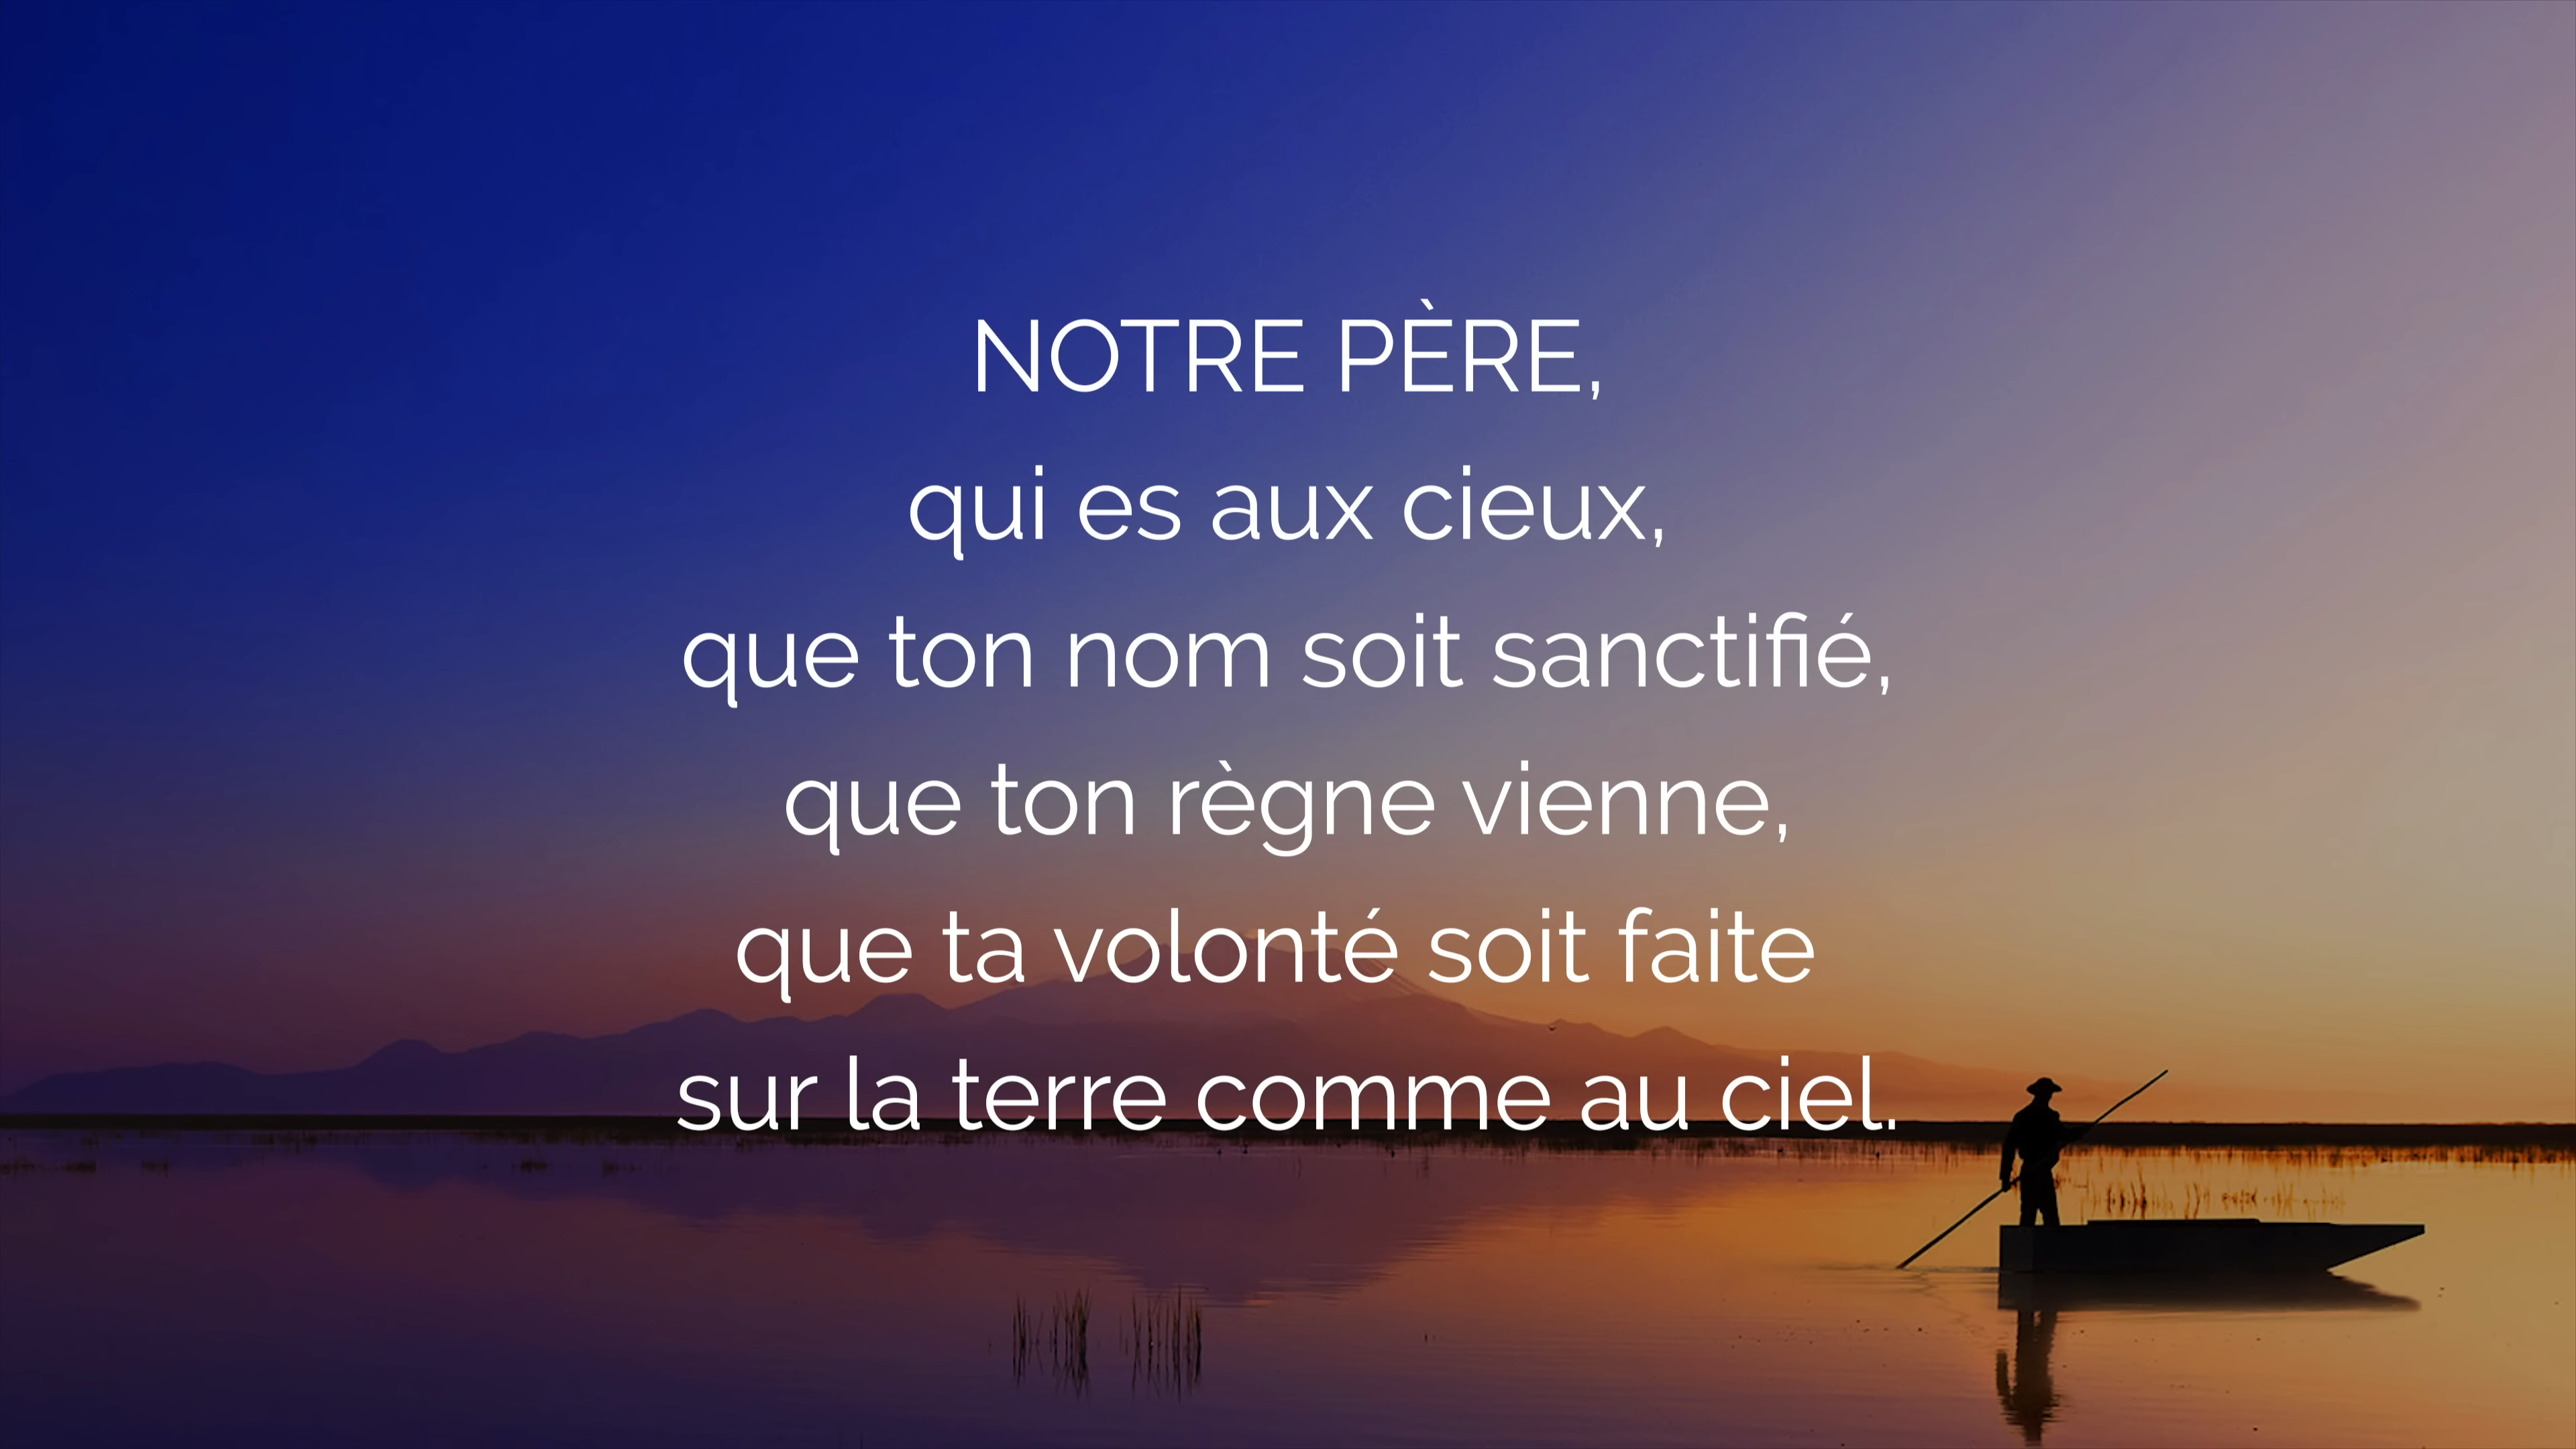 NOTRE PÈRE,
qui es aux cieux,
que ton nom soit sanctifié,
que ton règne vienne,
que ta volonté soit faite
sur la terre comme au ciel.